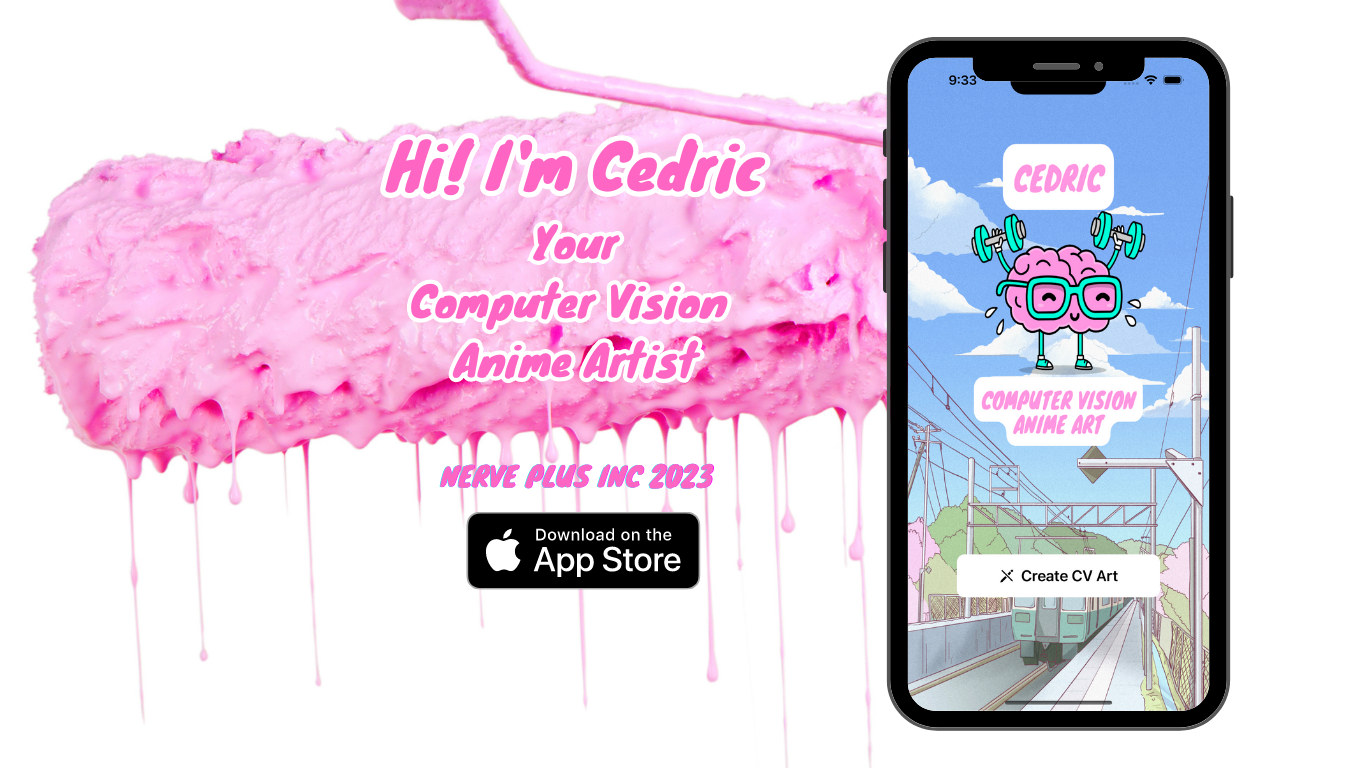 Hi! I'm Cedric
Your
Computer Vision
Anime Artist
NERVE PLUS INC 2023
Download on the
App Store
9:33
CEDRIC
COMPUTER VISION
ANIME ART
Create CV Art